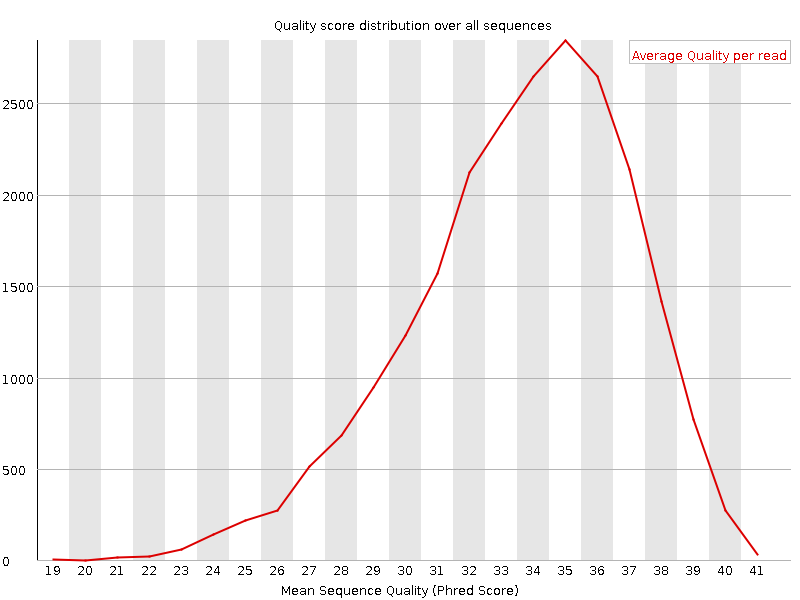 Quality score distribution over all sequences
Average Quality per read
2500
2000
1500
1000
500
0
19 20 21 22 23 24 25 26 27 28 29 30 31 32 33 34 35 36 37 38 39 40 41
Mean Sequence Quality (Phred Score)